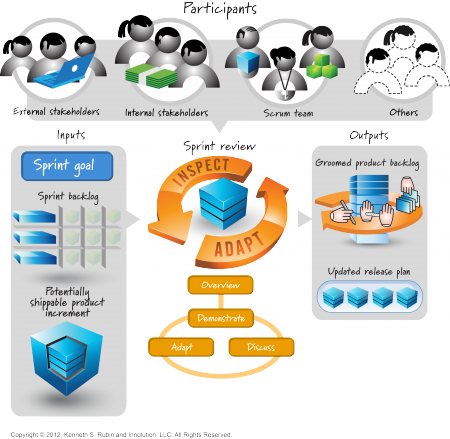 Participants
External stakeholders
Internal stakeholders
Scrum team
Others
Inputs
Sprint review
Outputs
Sprint goal
Sprint backlog
Potentially
shippable product
increment
INSPECT
ADAPT
Overview
Demonstrate
Adapt
Discuss
Groomed product backlog
Updated release plan
Copyright © 2012, Kenneth S. Rubin and Innolution, LLC. All Rights Reserved.